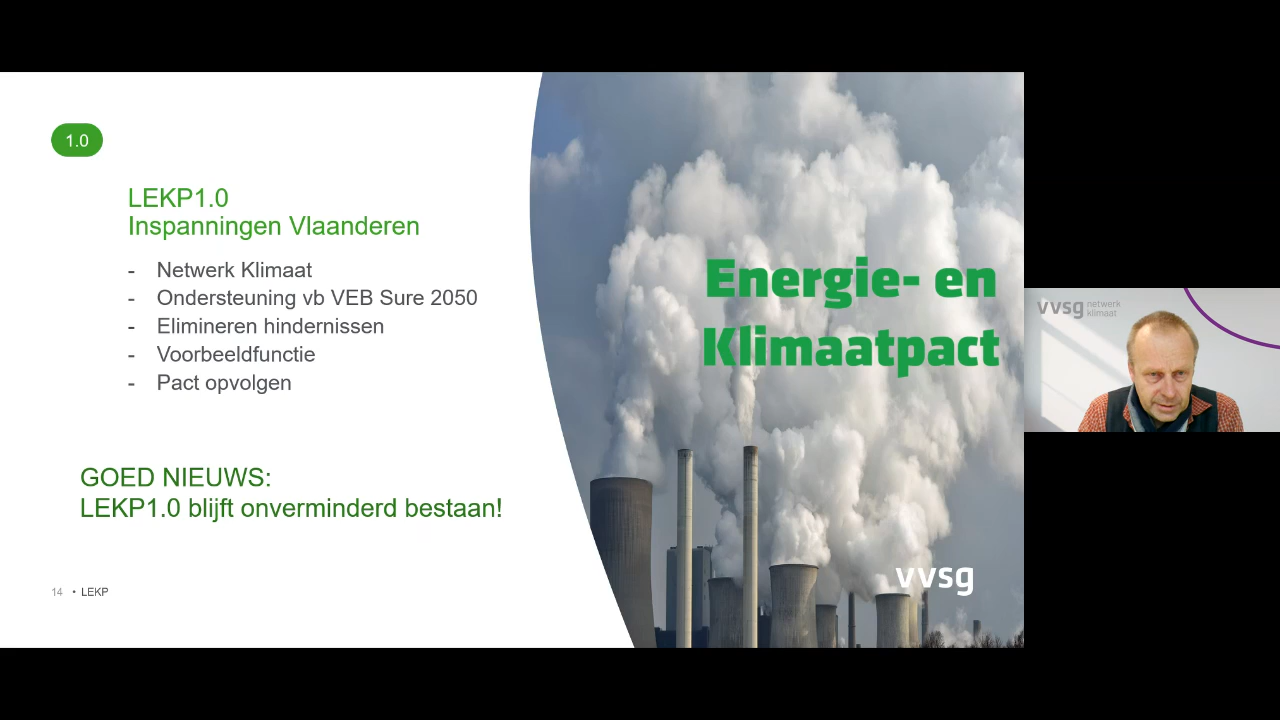 1.0
LEKP1.0
Inspanningen Vlaanderen
- Netwerk Klimaat
- Ondersteuning vb VEB Sure 2050
- Elimineren hindernissen
- Voorbeeldfunctie
- Pact opvolgen
GOED NIEUWS:
LEKP1.0 blijft onverminderd bestaan!
14 • LEKP
Energie- en
Klimaatpact
vvsg
vvsg netwerk
klimaat